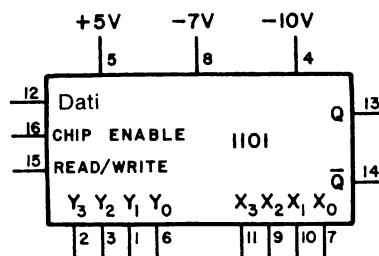 +5V -7V -10V
5 8 4
12 Dati
13 Q
16 CHIP ENABLE 1101
15 READ/WRITE
14 Q̅
Y₃ Y₂ Y₁ Y₀ X₃ X₂ X₁ X₀
2 3 1 6 11 9 10 7